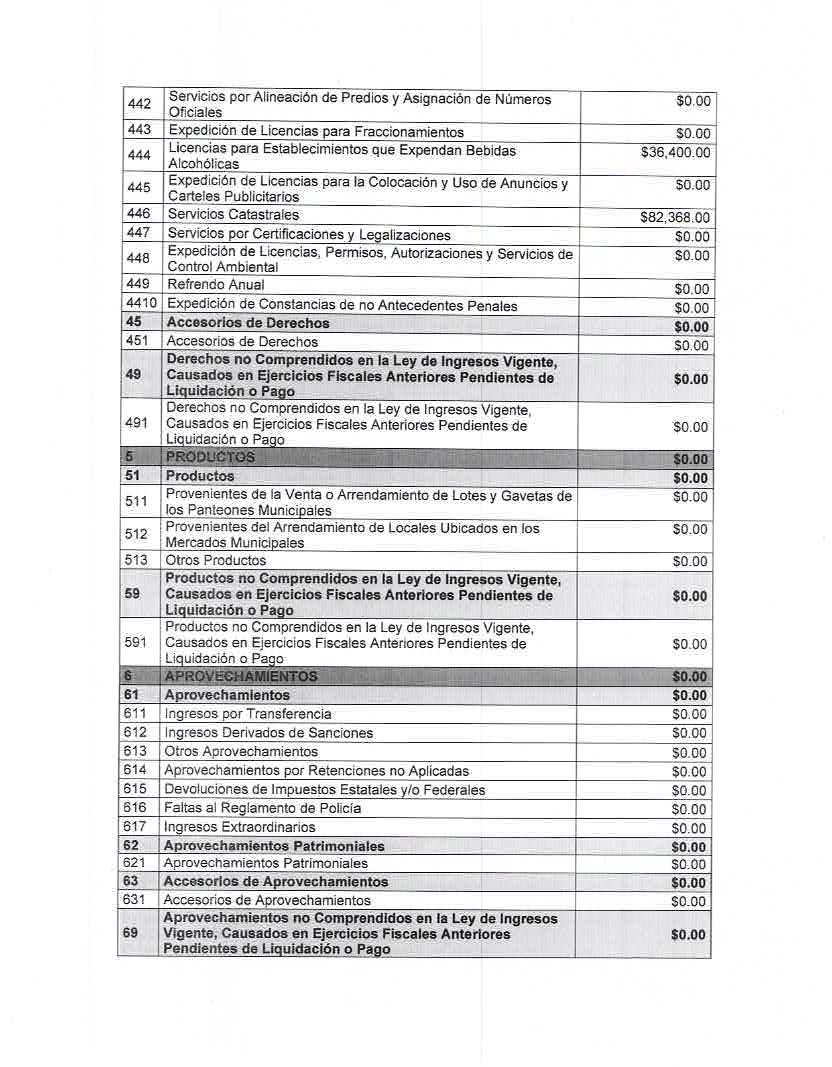 442 Servicios por Alineación de Predios y Asignación de Números $0.00
Oficiales
443 Expedición de Licencias para Fraccionamientos $0.00
444 Licencias para Establecimientos que Expendan Bebidas $36,400.00
Alcohólicas
445 Expedición de Licencias para la Colocación y Uso de Anuncios y $0.00
Carteles Publicitarios
446 Servicios Catastrales $82,368.00
447 Servicios por Certificaciones y Legalizaciones $0.00
448 Expedición de Licencias, Permisos, Autorizaciones y Servicios de $0.00
Control Ambiental
449 Refrendo Anual $0.00
4410 Expedición de Constancias de no Antecedentes Penales $0.00
45 Accesorios de Derechos $0.00
451 Accesorios de Derechos $0.00
Derechos no Comprendidos en la Ley de Ingresos Vigente,
49 Causados en Ejercicios Fiscales Anteriores Pendientes de $0.00
Liquidación o Pago
Derechos no Comprendidos en la Ley de Ingresos Vigente,
491 Causados en Ejercicios Fiscales Anteriores Pendientes de $0.00
Liquidación o Pago
5 PRODUCTOS $0.00
51 Productos $0.00
511 Provenientes de la Venta o Arrendamiento de Lotes y Gavetas de $0.00
los Panteones Municipales
512 Provenientes del Arrendamiento de Locales Ubicados en los $0.00
Mercados Municipales
513 Otros Productos $0.00
Productos no Comprendidos en la Ley de Ingresos Vigente,
59 Causados en Ejercicios Fiscales Anteriores Pendientes de $0.00
Liquidación o Pago
Productos no Comprendidos en la Ley de Ingresos Vigente,
591 Causados en Ejercicios Fiscales Anteriores Pendientes de $0.00
Liquidación o Pago
6 APROVECHAMIENTOS $0.00
61 Aprovechamientos $0.00
611 Ingresos por Transferencia $0.00
612 Ingresos Derivados de Sanciones $0.00
613 Otros Aprovechamientos $0.00
614 Aprovechamientos por Retenciones no Aplicadas $0.00
615 Devoluciones de Impuestos Estatales y/o Federales $0.00
616 Faltas al Reglamento de Policía $0.00
617 Ingresos Extraordinarios $0.00
62 Aprovechamientos Patrimoniales $0.00
621 Aprovechamientos Patrimoniales $0.00
63 Accesorios de Aprovechamientos $0.00
631 Accesorios de Aprovechamientos $0.00
Aprovechamientos no Comprendidos en la Ley de Ingresos
69 Vigente, Causados en Ejercicios Fiscales Anteriores $0.00
Pendientes de Liquidación o Pago